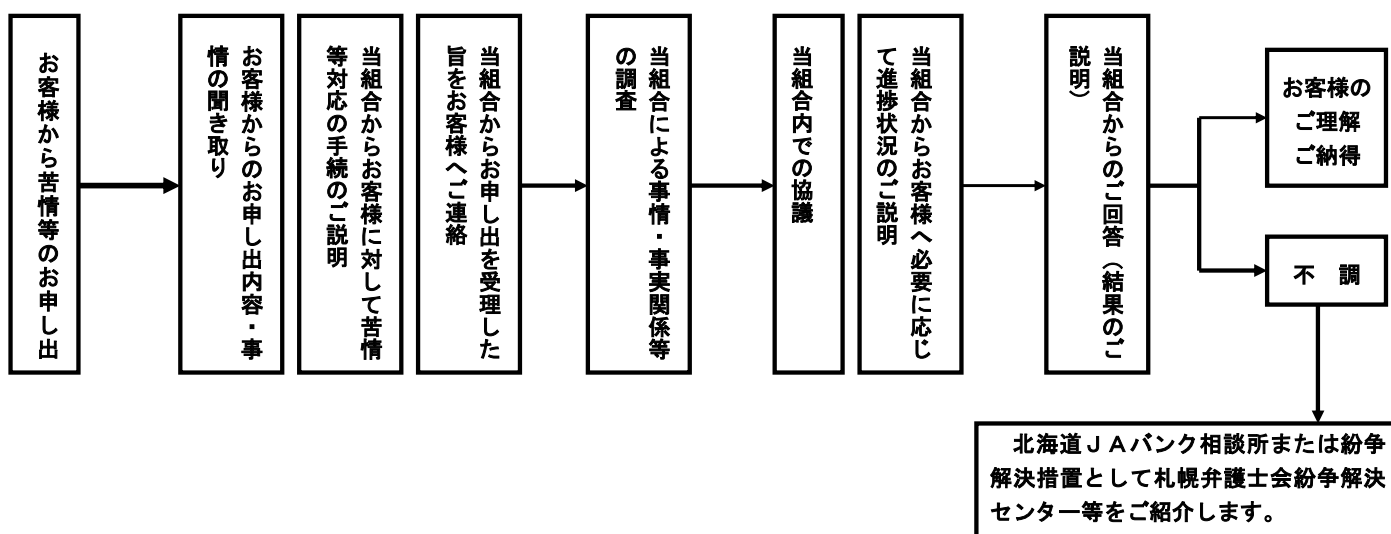 お客様から苦情等のお申し出
お客様からのお申し出内容・事
情の聞き取り
当組合からお客様に対して苦情
等対応の手続のご説明
当組合からお申し出を受理した
旨をお客様へご連絡
当組合による事情・事実関係等
の調査
当組合内での協議
当組合からお客様へ必要に応じ
て進捗状況のご説明
当組合からのご回答（結果のご
説明）
お客様の
ご理解
ご納得
不　調
　北海道ＪＡバンク相談所または紛争
解決措置として札幌弁護士会紛争解決
センター等をご紹介します。